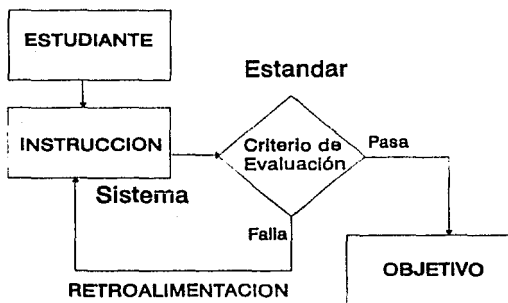 ESTUDIANTE
Estandar
INSTRUCCION
Criterio de
Evaluación
Pasa
Sistema
Falla
OBJETIVO
RETROALIMENTACION